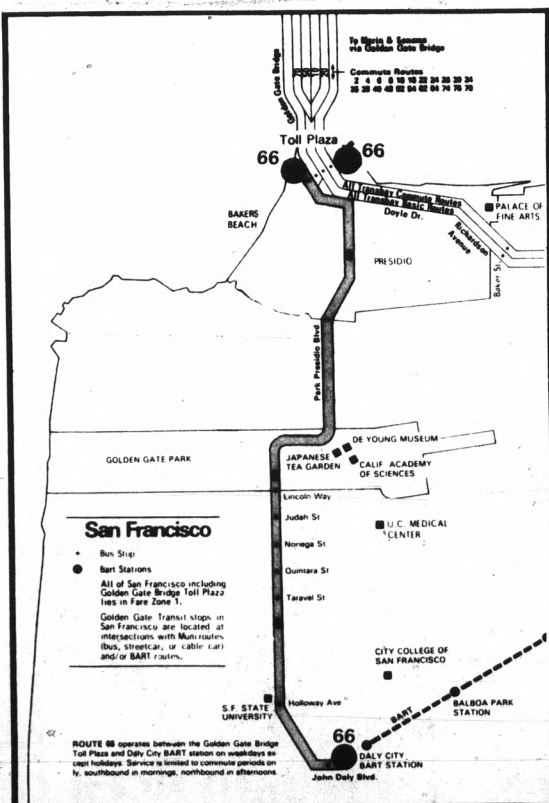 To Marin & Sonoma
via Golden Gate Bridge
Commute Routes
Golden Gate Bridge
Toll Plaza
66
66
All Transbay Commute Routes
All Transbay Basic Routes
Doyle Dr.
PALACE OF
FINE ARTS
Richardson
Avenue
Baker St.
BAKERS
BEACH
PRESIDIO
Park Presidio Blvd
GOLDEN GATE PARK
DE YOUNG MUSEUM
JAPANESE
TEA GARDEN
CALIF ACADEMY
OF SCIENCES
Lincoln Way
Judah St
U.C. MEDICAL
CENTER
Noriega St
Quintara St
Taravel St
San Francisco
Bus Stop
Bart Stations
All of San Francisco including
Golden Gate Bridge Toll Plaza
lies in Fare Zone 1.
Golden Gate Transit stops in
San Francisco are located at
intersections with Muni routes
(bus, streetcar, or cable car)
and/or BART routes.
CITY COLLEGE OF
SAN FRANCISCO
S.F. STATE
UNIVERSITY
Holloway Ave
BART
BALBOA PARK
STATION
66
DALY CITY
BART STATION
John Daly Blvd.
ROUTE 66 operates between the Golden Gate Bridge
Toll Plaza and Daly City BART station on weekdays ex
cept holidays. Service is limited to commute periods on
ly, southbound in mornings, northbound in afternoons.